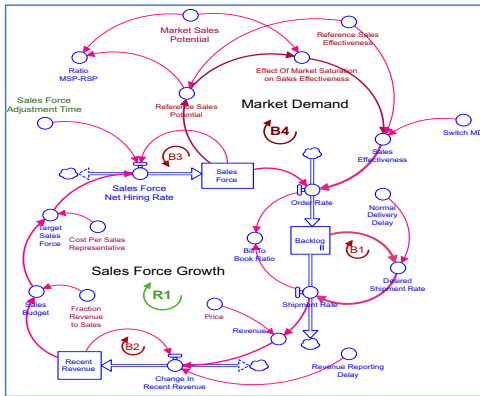 Market Sales
Potential
Reference Sales
Effectiveness
Ratio
MSP-RSP
Effect Of Market Saturation
on Sales Effectiveness
Sales Force
Adjustment Time
Reference Sales
Potential
Market Demand
B4
Switch MD
B3
Sales
Effectiveness
Sales
Force
Sales Force
Net Hiring Rate
Order Rate
Normal
Delivery
Delay
Target
Sales Force
Cost Per Sales
Representative
Backlog
II
Bill To
Book Ratio
B1
Desired
Shipment Rate
Sales Force Growth
R1
Sales
Budget
Fraction
Revenue
to Sales
Price
Shipment Rate
Revenue
B2
Recent
Revenue
Change In
Recent Revenue
Revenue Reporting
Delay